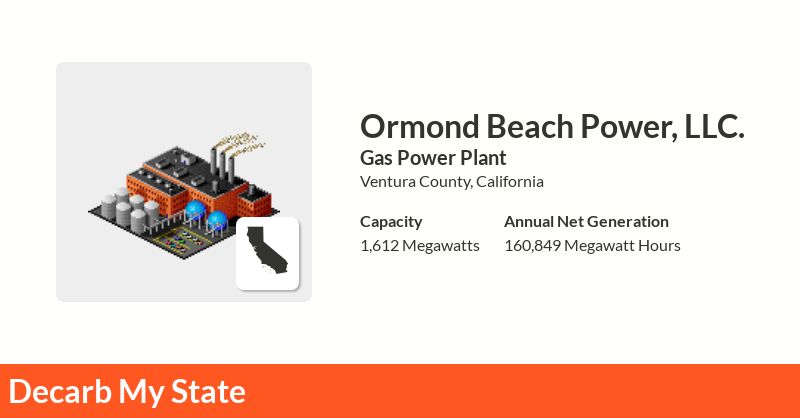 Ormond Beach Power, LLC.
Gas Power Plant
Ventura County, California
Capacity
1,612 Megawatts
Annual Net Generation
160,849 Megawatt Hours
Decarb My State